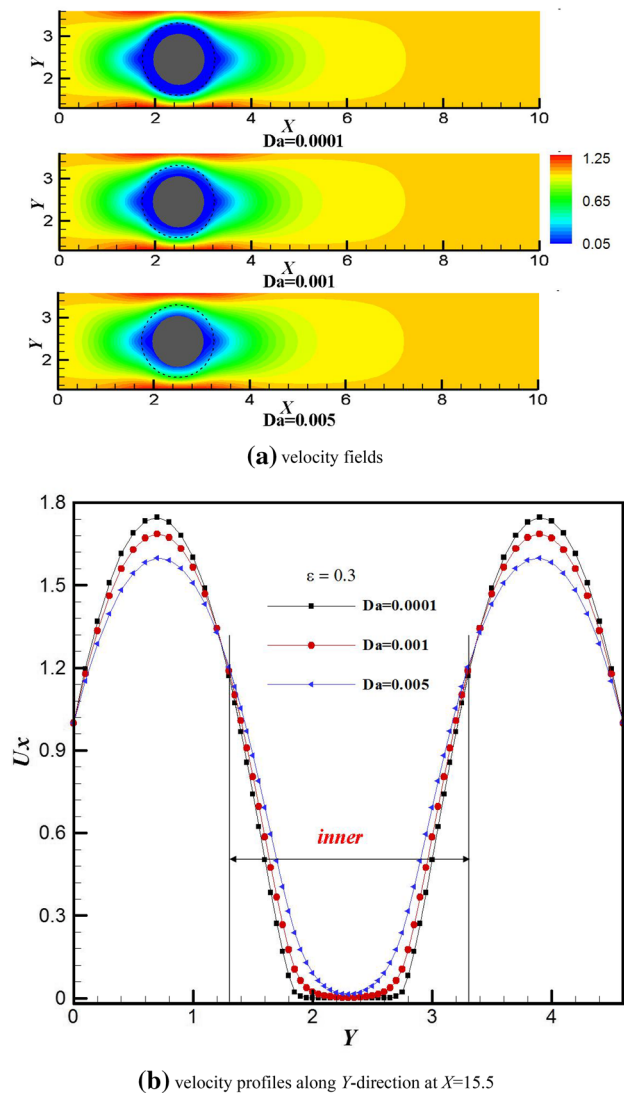 3
Y
2
0
2
4
X
6
8
10
Da=0.0001
3
Y
2
0
2
4
X
6
8
10
Da=0.001
1.25
0.65
0.05
3
Y
2
0
2
4
X
6
8
10
Da=0.005
(a) velocity fields
1.8
1.5
1.2
0.9
0.6
0.3
0
Ux
ε = 0.3
Da=0.0001
Da=0.001
Da=0.005
inner
0
1
2
3
4
Y
(b) velocity profiles along Y-direction at X=15.5